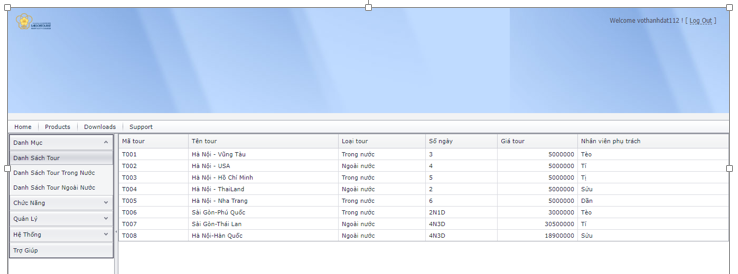 Welcome vothanhdat112 ! [ Log Out ]
Home Products Downloads Support
Danh Mục
Danh Sách Tour
Danh Sách Tour Trong Nước
Danh Sách Tour Ngoài Nước
Chức Năng
Quản Lý
Hệ Thống
Trợ Giúp
Mã tour Tên tour Loại tour Số ngày Giá tour Nhân viên phụ trách
T001 Hà Nội - Vũng Tàu Trong nước 3 5000000 Tèo
T002 Hà Nội - USA Ngoài nước 4 5000000 Tí
T003 Hà Nội - Hồ Chí Minh Trong nước 5 5000000 Tị
T004 Hà Nội - ThaiLand Ngoài nước 2 5000000 Sửu
T005 Hà Nội - Nha Trang Trong nước 6 5000000 Dần
T006 Sài Gòn-Phú Quốc Trong nước 2N1D 3000000 Tèo
T007 Sài Gòn-Thái Lan Ngoài nước 4N3D 30500000 Tí
T008 Hà Nội-Hàn Quốc Ngoài nước 4N3D 18900000 Sửu